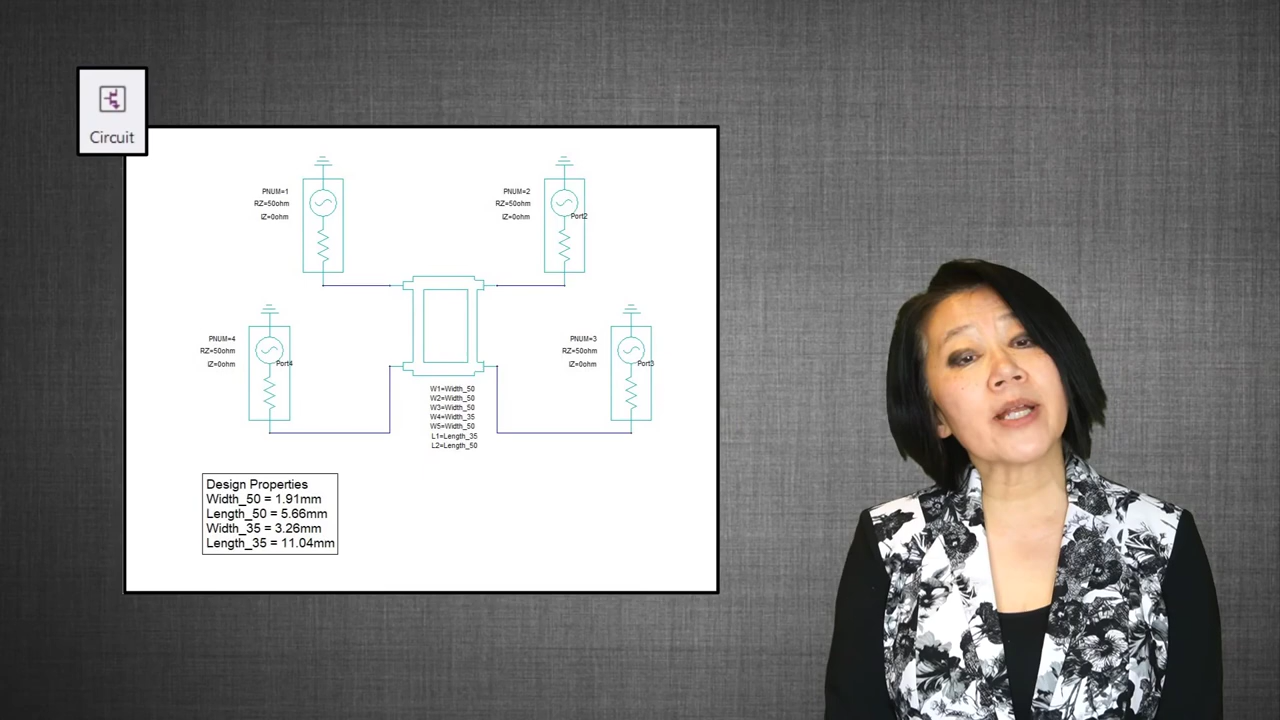 Circuit
PNUM=1
RZ=50ohm
IZ=0ohm
PNUM=2
RZ=50ohm
IZ=0ohm
Port2
PNUM=4
RZ=50ohm
IZ=0ohm
Port4
PNUM=3
RZ=50ohm
IZ=0ohm
Port3
W1=Width_50
W2=Width_50
W3=Width_50
W4=Width_35
W5=Width_50
L1=Length_35
L2=Length_50
Design Properties
Width_50 = 1.91mm
Length_50 = 5.66mm
Width_35 = 3.26mm
Length_35 = 11.04mm